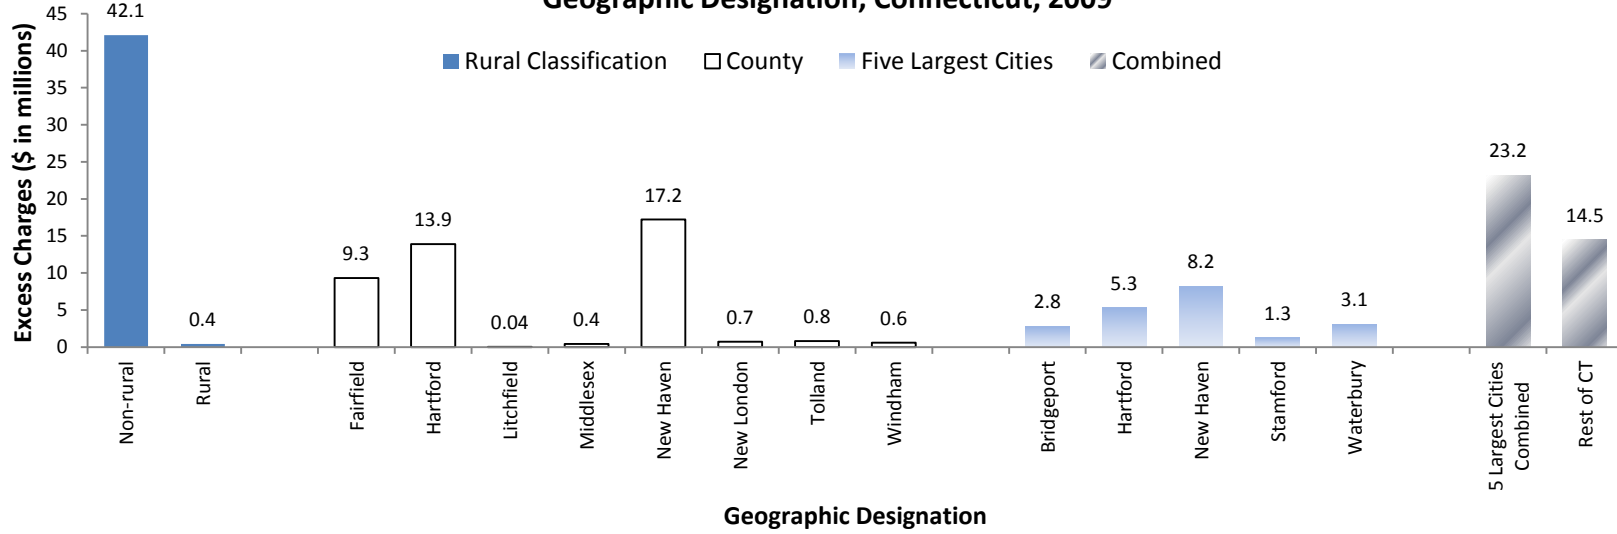 Geographic Designation, Connecticut, 2009
Rural Classification County Five Largest Cities Combined
Excess Charges ($ in millions)
45
40
35
30
25
20
15
10
5
0
42.1
0.4
9.3
13.9
0.04
0.4
17.2
0.7
0.8
0.6
2.8
5.3
8.2
1.3
3.1
23.2
14.5
Non-rural
Rural
Fairfield
Hartford
Litchfield
Middlesex
New Haven
New London
Tolland
Windham
Bridgeport
Hartford
New Haven
Stamford
Waterbury
5 Largest Cities
Combined
Rest of CT
Geographic Designation